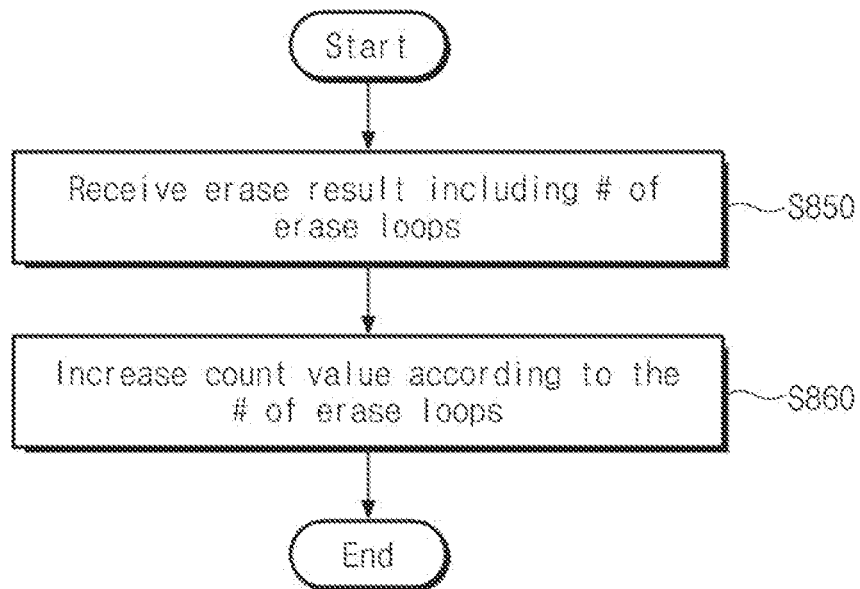 Start
Receive erase result including # of
erase loops
S850
Increase count value according to the
# of erase loops
S860
End